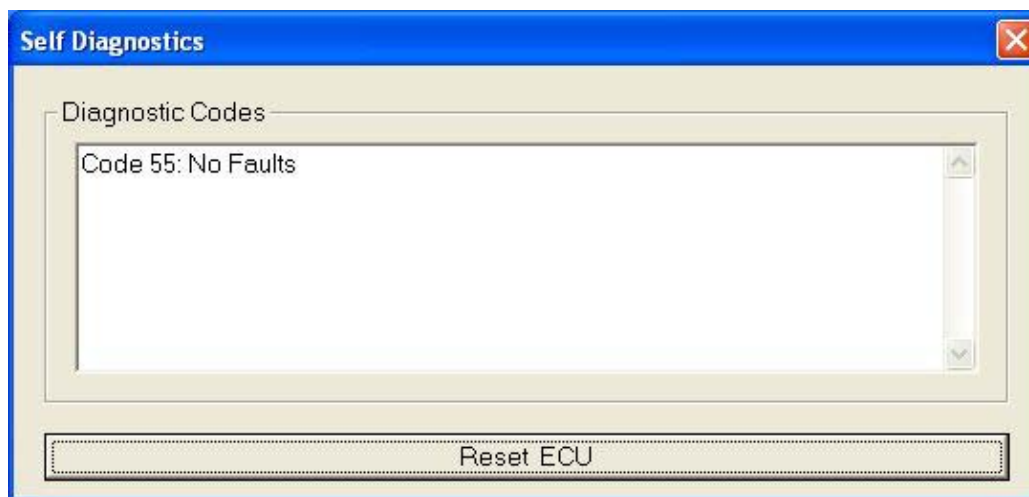 Self Diagnostics
Diagnostic Codes
Code 55: No Faults
Reset ECU